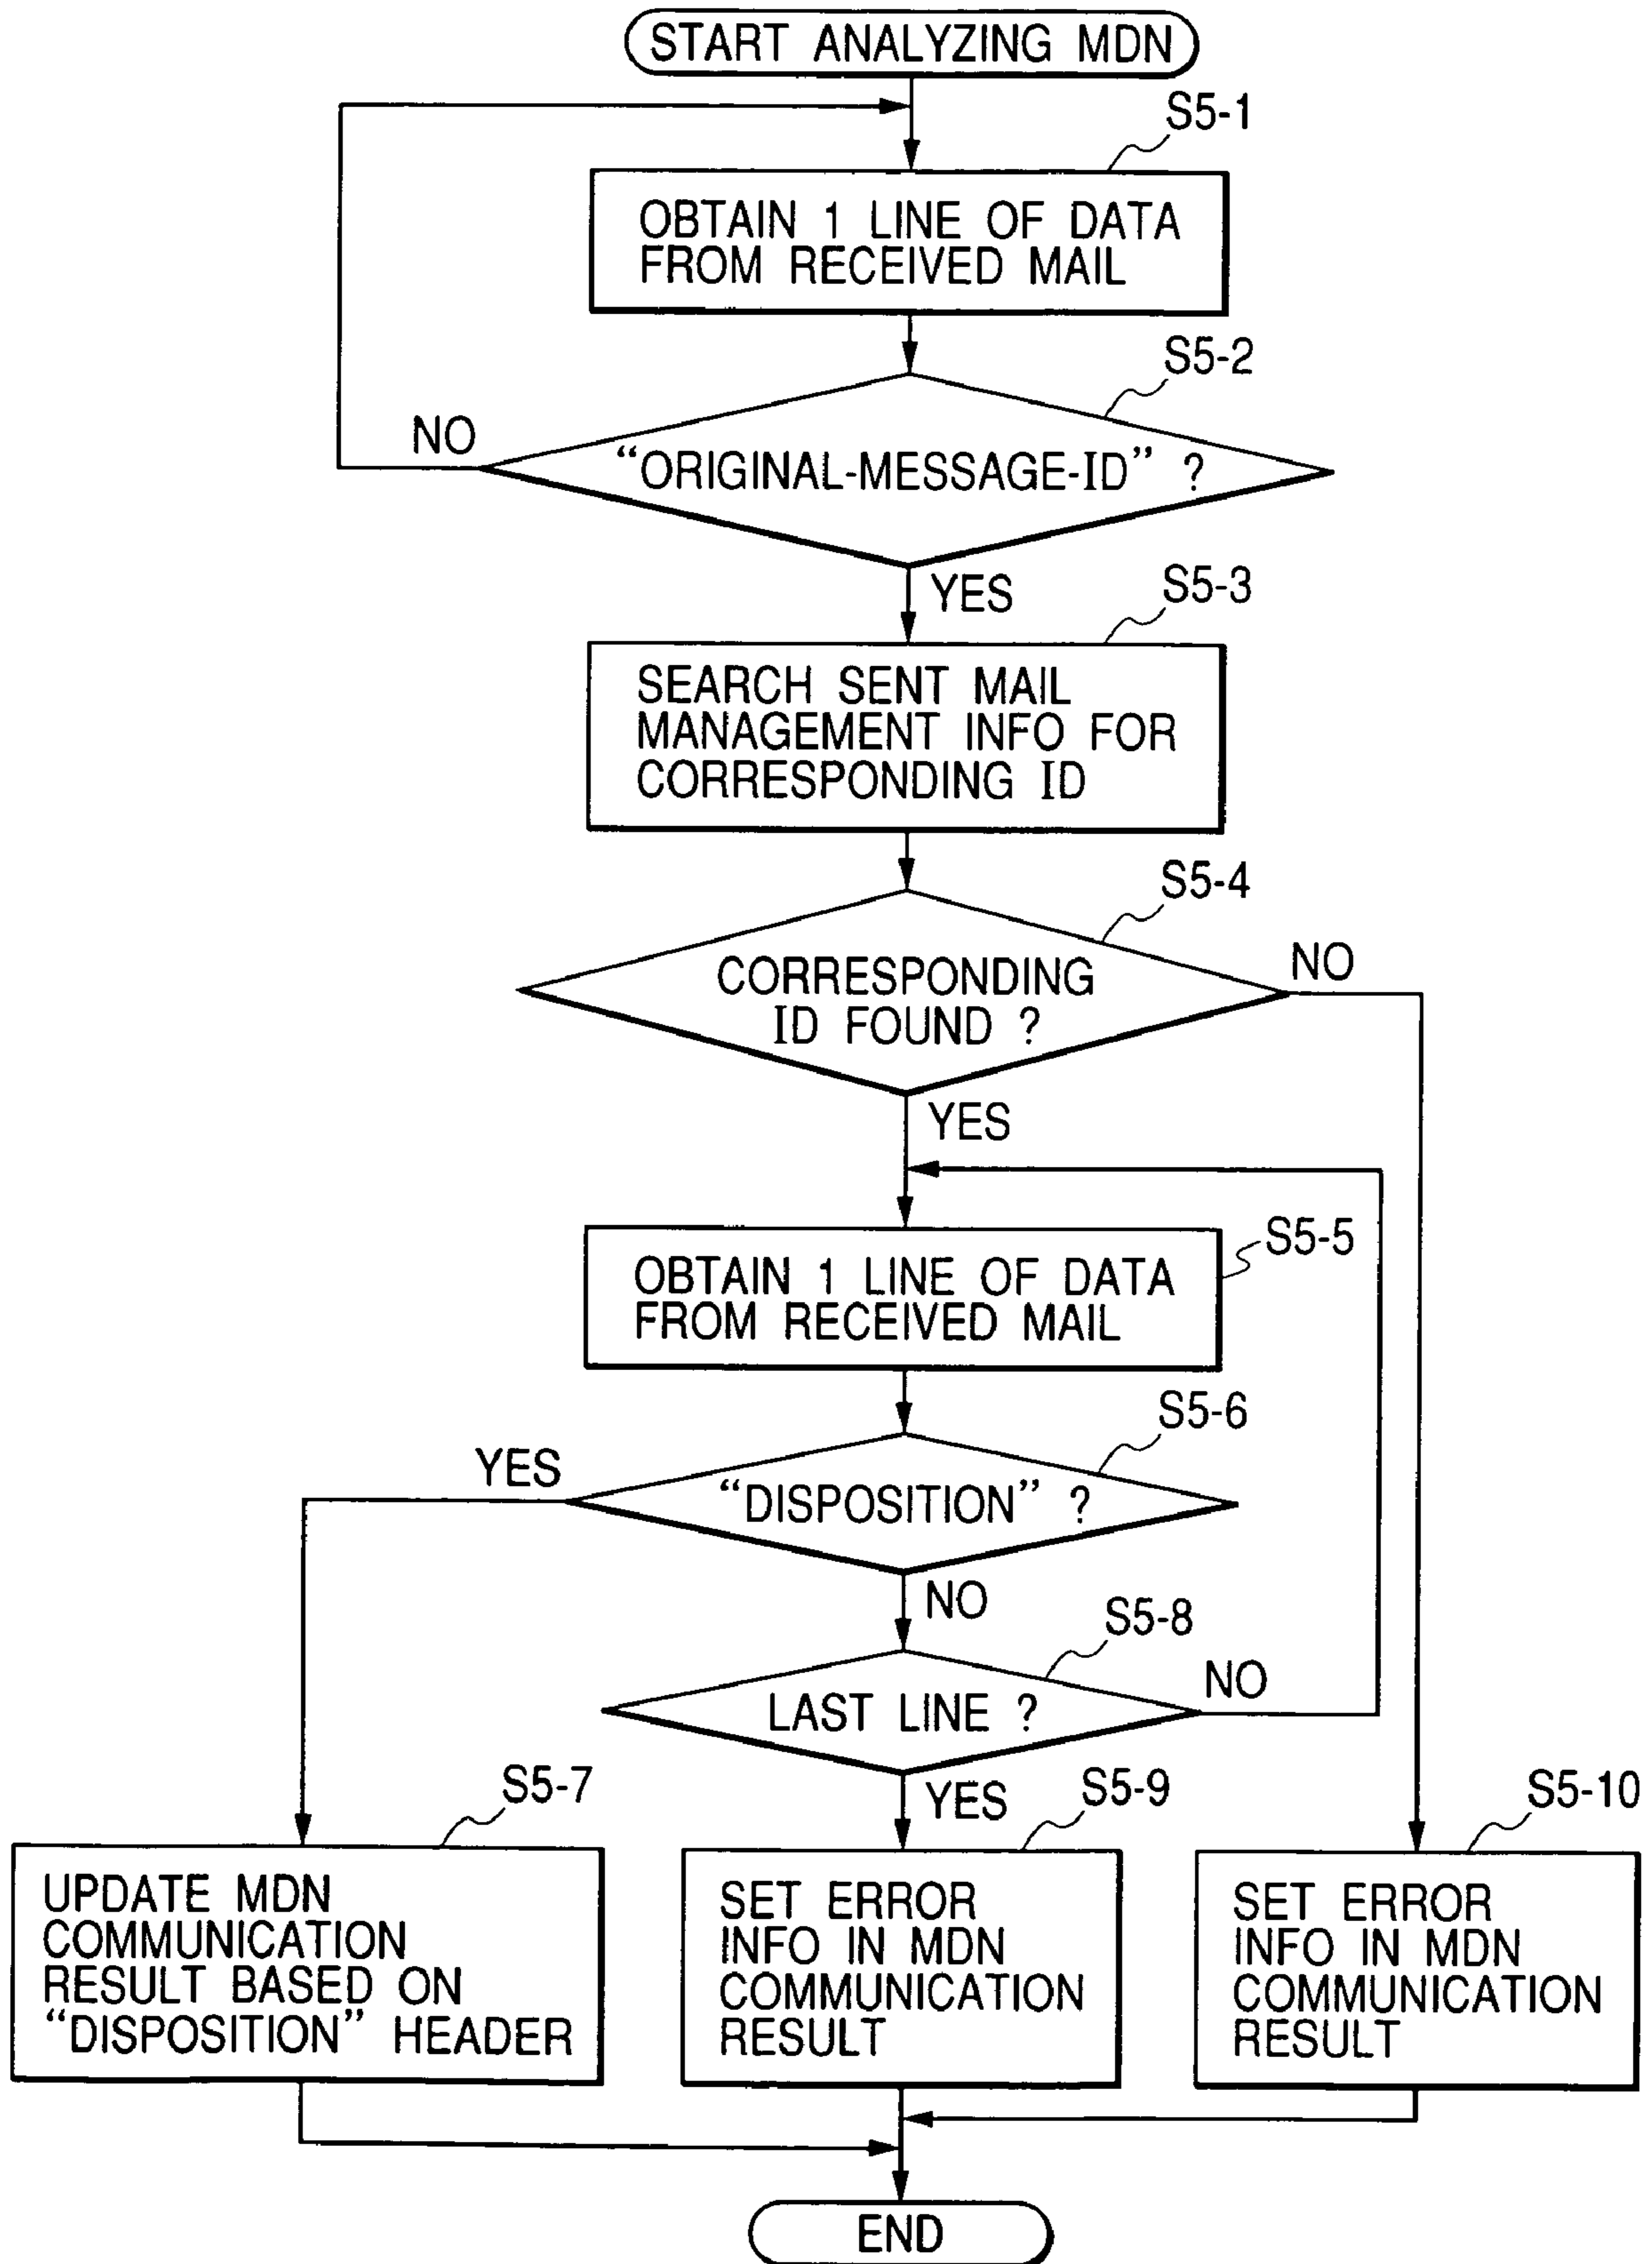 START ANALYZING MDN
S5-1
OBTAIN 1 LINE OF DATA
FROM RECEIVED MAIL
S5-2
NO
“ORIGINAL-MESSAGE-ID” ?
YES
S5-3
SEARCH SENT MAIL
MANAGEMENT INFO FOR
CORRESPONDING ID
S5-4
NO
CORRESPONDING
ID FOUND ?
YES
S5-5
OBTAIN 1 LINE OF DATA
FROM RECEIVED MAIL
S5-6
YES
“DISPOSITION” ?
NO
S5-8
NO
LAST LINE ?
YES
S5-7
UPDATE MDN
COMMUNICATION
RESULT BASED ON
“DISPOSITION” HEADER
S5-9
SET ERROR
INFO IN MDN
COMMUNICATION
RESULT
S5-10
SET ERROR
INFO IN MDN
COMMUNICATION
RESULT
END